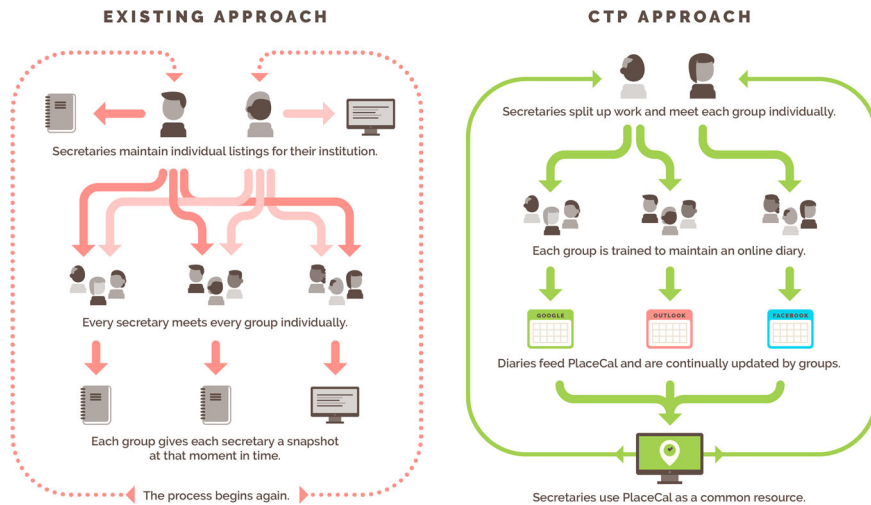 EXISTING APPROACH
Secretaries maintain individual listings for their institution.
Every secretary meets every group individually.
Each group gives each secretary a snapshot
at that moment in time.
The process begins again.
CTP APPROACH
Secretaries split up work and meet each group individually.
Each group is trained to maintain an online diary.
GOOGLE
OUTLOOK
FACEBOOK
Diaries feed PlaceCal and are continually updated by groups.
Secretaries use PlaceCal as a common resource.